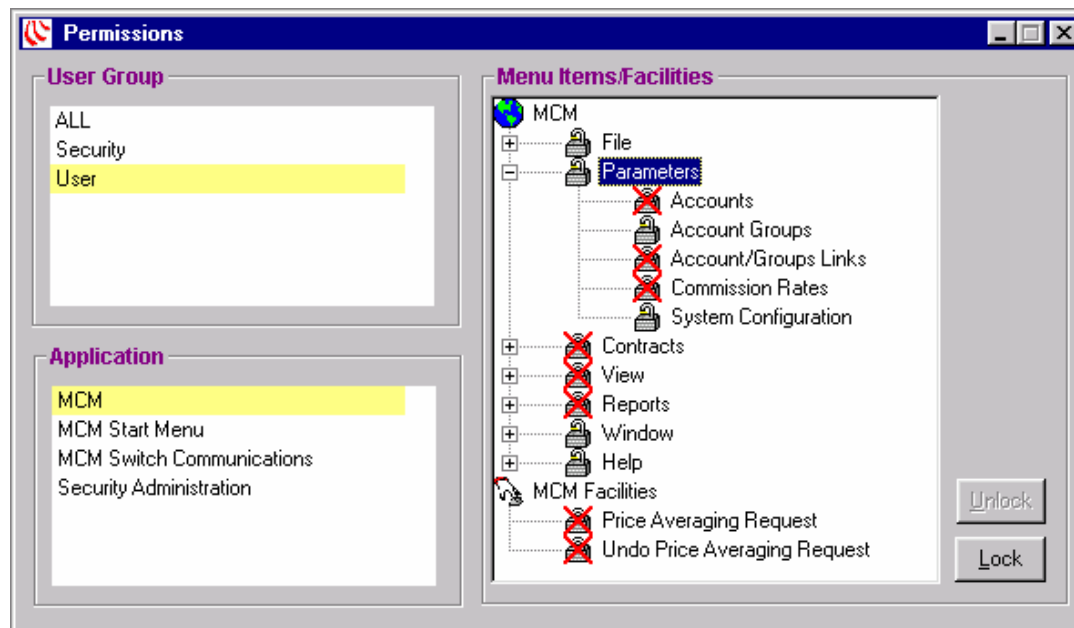 Permissions
User Group
ALL
Security
User
Application
MCM
MCM Start Menu
MCM Switch Communications
Security Administration
Menu Items/Facilities
MCM
File
Parameters
Accounts
Account Groups
Account/Groups Links
Commission Rates
System Configuration
Contracts
View
Reports
Window
Help
MCM Facilities
Price Averaging Request
Undo Price Averaging Request
Unlock
Lock